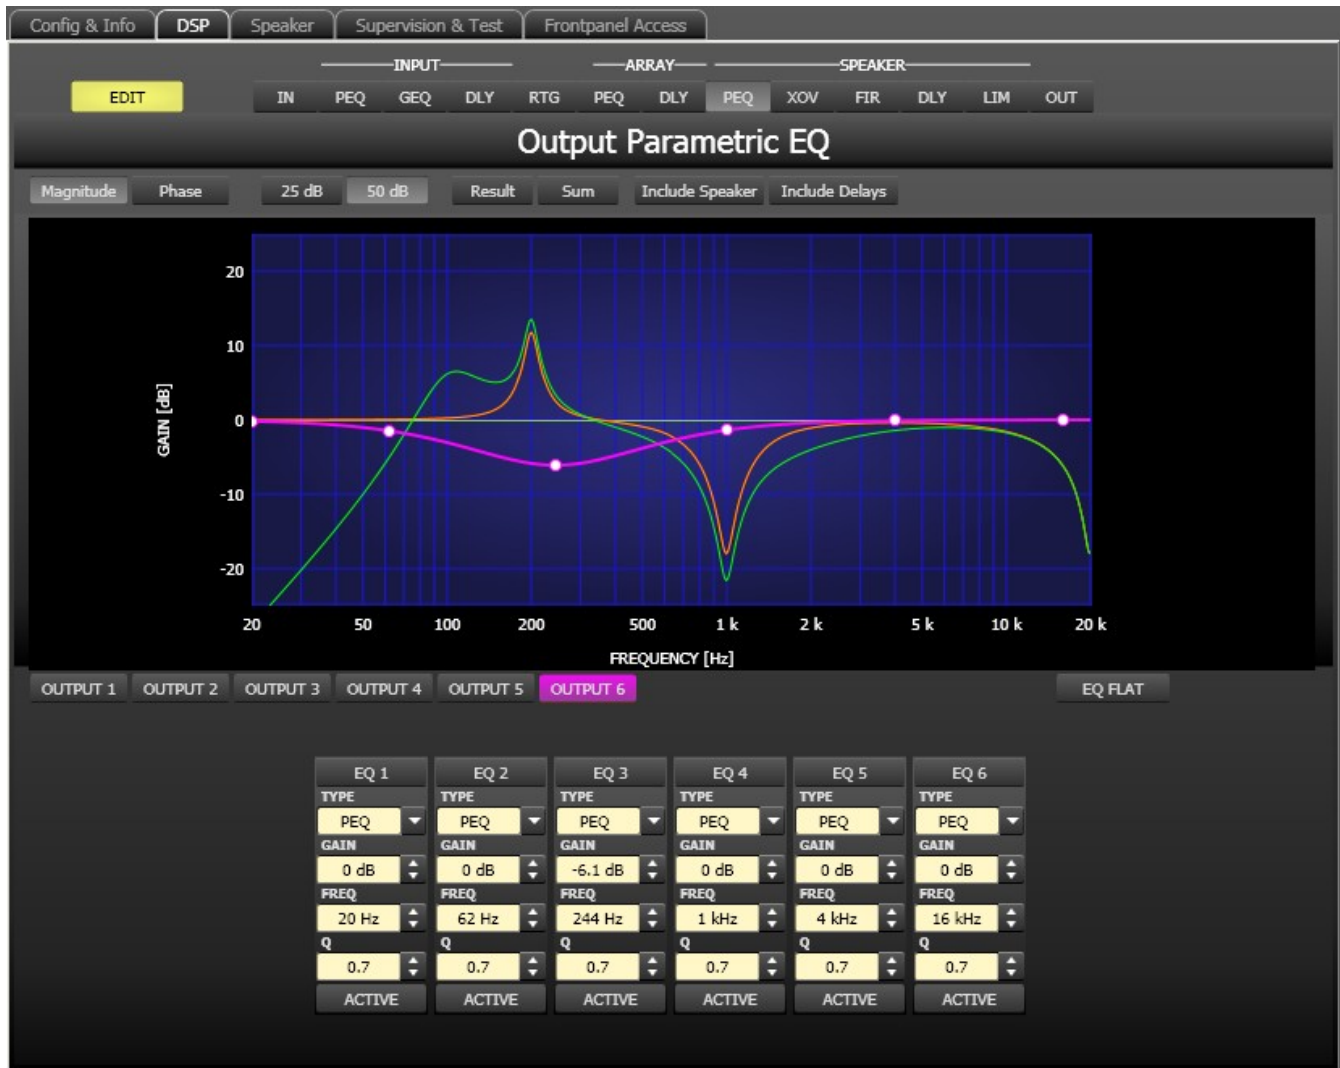 Config & Info DSP Speaker Supervision & Test Frontpanel Access
INPUT ARRAY SPEAKER
EDIT IN PEQ GEQ DLY RTG PEQ DLY PEQ XOV FIR DLY LIM OUT
Output Parametric EQ
Magnitude Phase 25 dB 50 dB Result Sum Include Speaker Include Delays
20
10
GAIN [dB]
0
-10
-20
20 50 100 200 500 1 k 2 k 5 k 10 k 20 k
FREQUENCY [Hz]
OUTPUT 1 OUTPUT 2 OUTPUT 3 OUTPUT 4 OUTPUT 5 OUTPUT 6 EQ FLAT
EQ 1 EQ 2 EQ 3 EQ 4 EQ 5 EQ 6
TYPE TYPE TYPE TYPE TYPE TYPE
PEQ PEQ PEQ PEQ PEQ PEQ
GAIN GAIN GAIN GAIN GAIN GAIN
0 dB 0 dB -6.1 dB 0 dB 0 dB 0 dB
FREQ FREQ FREQ FREQ FREQ FREQ
20 Hz 62 Hz 244 Hz 1 kHz 4 kHz 16 kHz
Q Q Q Q Q Q
0.7 0.7 0.7 0.7 0.7 0.7
ACTIVE ACTIVE ACTIVE ACTIVE ACTIVE ACTIVE